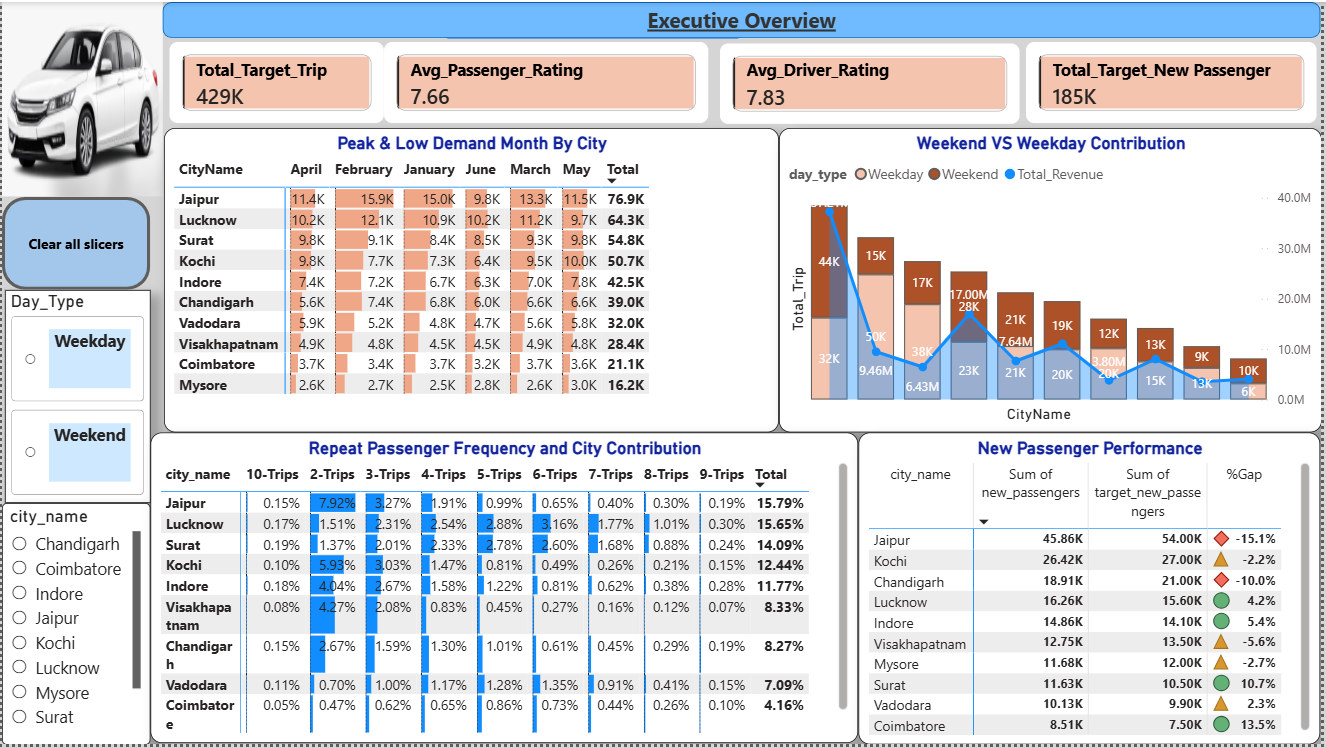 Executive Overview
Total_Target_Trip
429K
Avg_Passenger_Rating
7.66
Avg_Driver_Rating
7.83
Total_Target_New Passenger
185K
Clear all slicers
Day_Type
Weekday
Weekend
city_name
Chandigarh
Coimbatore
Indore
Jaipur
Kochi
Lucknow
Mysore
Surat
Peak & Low Demand Month By City
CityName April February January June March May Total
Jaipur 11.4K 15.9K 15.0K 9.8K 13.3K 11.5K 76.9K
Lucknow 10.2K 12.1K 10.9K 10.2K 11.2K 9.7K 64.3K
Surat 9.8K 9.1K 8.4K 8.5K 9.3K 9.8K 54.8K
Kochi 9.8K 7.7K 7.3K 6.4K 9.5K 10.0K 50.7K
Indore 7.4K 7.2K 6.7K 6.3K 7.0K 7.8K 42.5K
Chandigarh 5.6K 7.4K 6.8K 6.0K 6.6K 6.6K 39.0K
Vadodara 5.9K 5.2K 4.8K 4.7K 5.6K 5.8K 32.0K
Visakhapatnam 4.9K 4.8K 4.5K 4.5K 4.9K 4.8K 28.4K
Coimbatore 3.7K 3.4K 3.7K 3.2K 3.7K 3.6K 21.1K
Mysore 2.6K 2.7K 2.5K 2.8K 2.6K 3.0K 16.2K
Weekend VS Weekday Contribution
day_type Weekday Weekend Total_Revenue
40.0M
30.0M
20.0M
10.0M
0.0M
Total_Trip
44K
32K
15K
50K
9.46M
17K
38K
6.43M
17.00M
28K
23K
21K
7.64M
21K
19K
20K
12K
3.80M
20K
13K
15K
9K
13K
10K
6K
CityName
Repeat Passenger Frequency and City Contribution
city_name 10-Trips 2-Trips 3-Trips 4-Trips 5-Trips 6-Trips 7-Trips 8-Trips 9-Trips Total
Jaipur 0.15% 7.92% 3.27% 1.91% 0.99% 0.65% 0.40% 0.30% 0.19% 15.79%
Lucknow 0.17% 1.51% 2.31% 2.54% 2.88% 3.16% 1.77% 1.01% 0.30% 15.65%
Surat 0.19% 1.37% 2.01% 2.33% 2.78% 2.60% 1.68% 0.88% 0.24% 14.09%
Kochi 0.10% 5.93% 3.03% 1.47% 0.81% 0.49% 0.26% 0.21% 0.15% 12.44%
Indore 0.18% 4.04% 2.67% 1.58% 1.22% 0.81% 0.62% 0.38% 0.28% 11.77%
Visakhapa 0.08% 4.27% 2.08% 0.83% 0.45% 0.27% 0.16% 0.12% 0.07% 8.33%
tnam
Chandigar 0.15% 2.67% 1.59% 1.30% 1.01% 0.61% 0.45% 0.29% 0.19% 8.27%
h
Vadodara 0.11% 0.70% 1.00% 1.17% 1.28% 1.35% 0.91% 0.41% 0.15% 7.09%
Coimbator 0.05% 0.47% 0.62% 0.65% 0.86% 0.73% 0.44% 0.26% 0.10% 4.16%
e
New Passenger Performance
city_name Sum of Sum of %Gap
new_passengers target_new_passe
ngers
Jaipur 45.86K 54.00K -15.1%
Kochi 26.42K 27.00K -2.2%
Chandigarh 18.91K 21.00K -10.0%
Lucknow 16.26K 15.60K 4.2%
Indore 14.86K 14.10K 5.4%
Visakhapatnam 12.75K 13.50K -5.6%
Mysore 11.68K 12.00K -2.7%
Surat 11.63K 10.50K 10.7%
Vadodara 10.13K 9.90K 2.3%
Coimbatore 8.51K 7.50K 13.5%